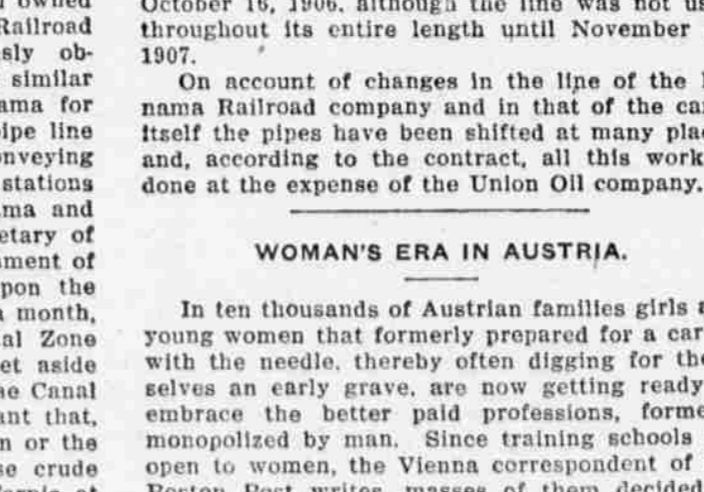 owned
Railroad
sly ob-
similar
ama for
ipe line
nveying
stations
ma and
etary of
ment of
pon the
a month,
al Zone
et aside
e Canal
ant that,
n or the
se crude
October 16, 1906, although the line was not
throughout its entire length until November
1907.
On account of changes in the line of the
nama Railroad company and in that of the
itself the pipes have been shifted at many
and, according to the contract, all this work
done at the expense of the Union Oil company.
WOMAN'S ERA IN AUSTRIA.
In ten thousands of Austrian families girls
young women that formerly prepared for a
with the needle, thereby often digging for
selves an early grave, are now getting ready
embrace the better paid professions,
monopolized by man. Since training schools
open to women, the Vienna correspondent of
Boston Post writes, masses of them decided